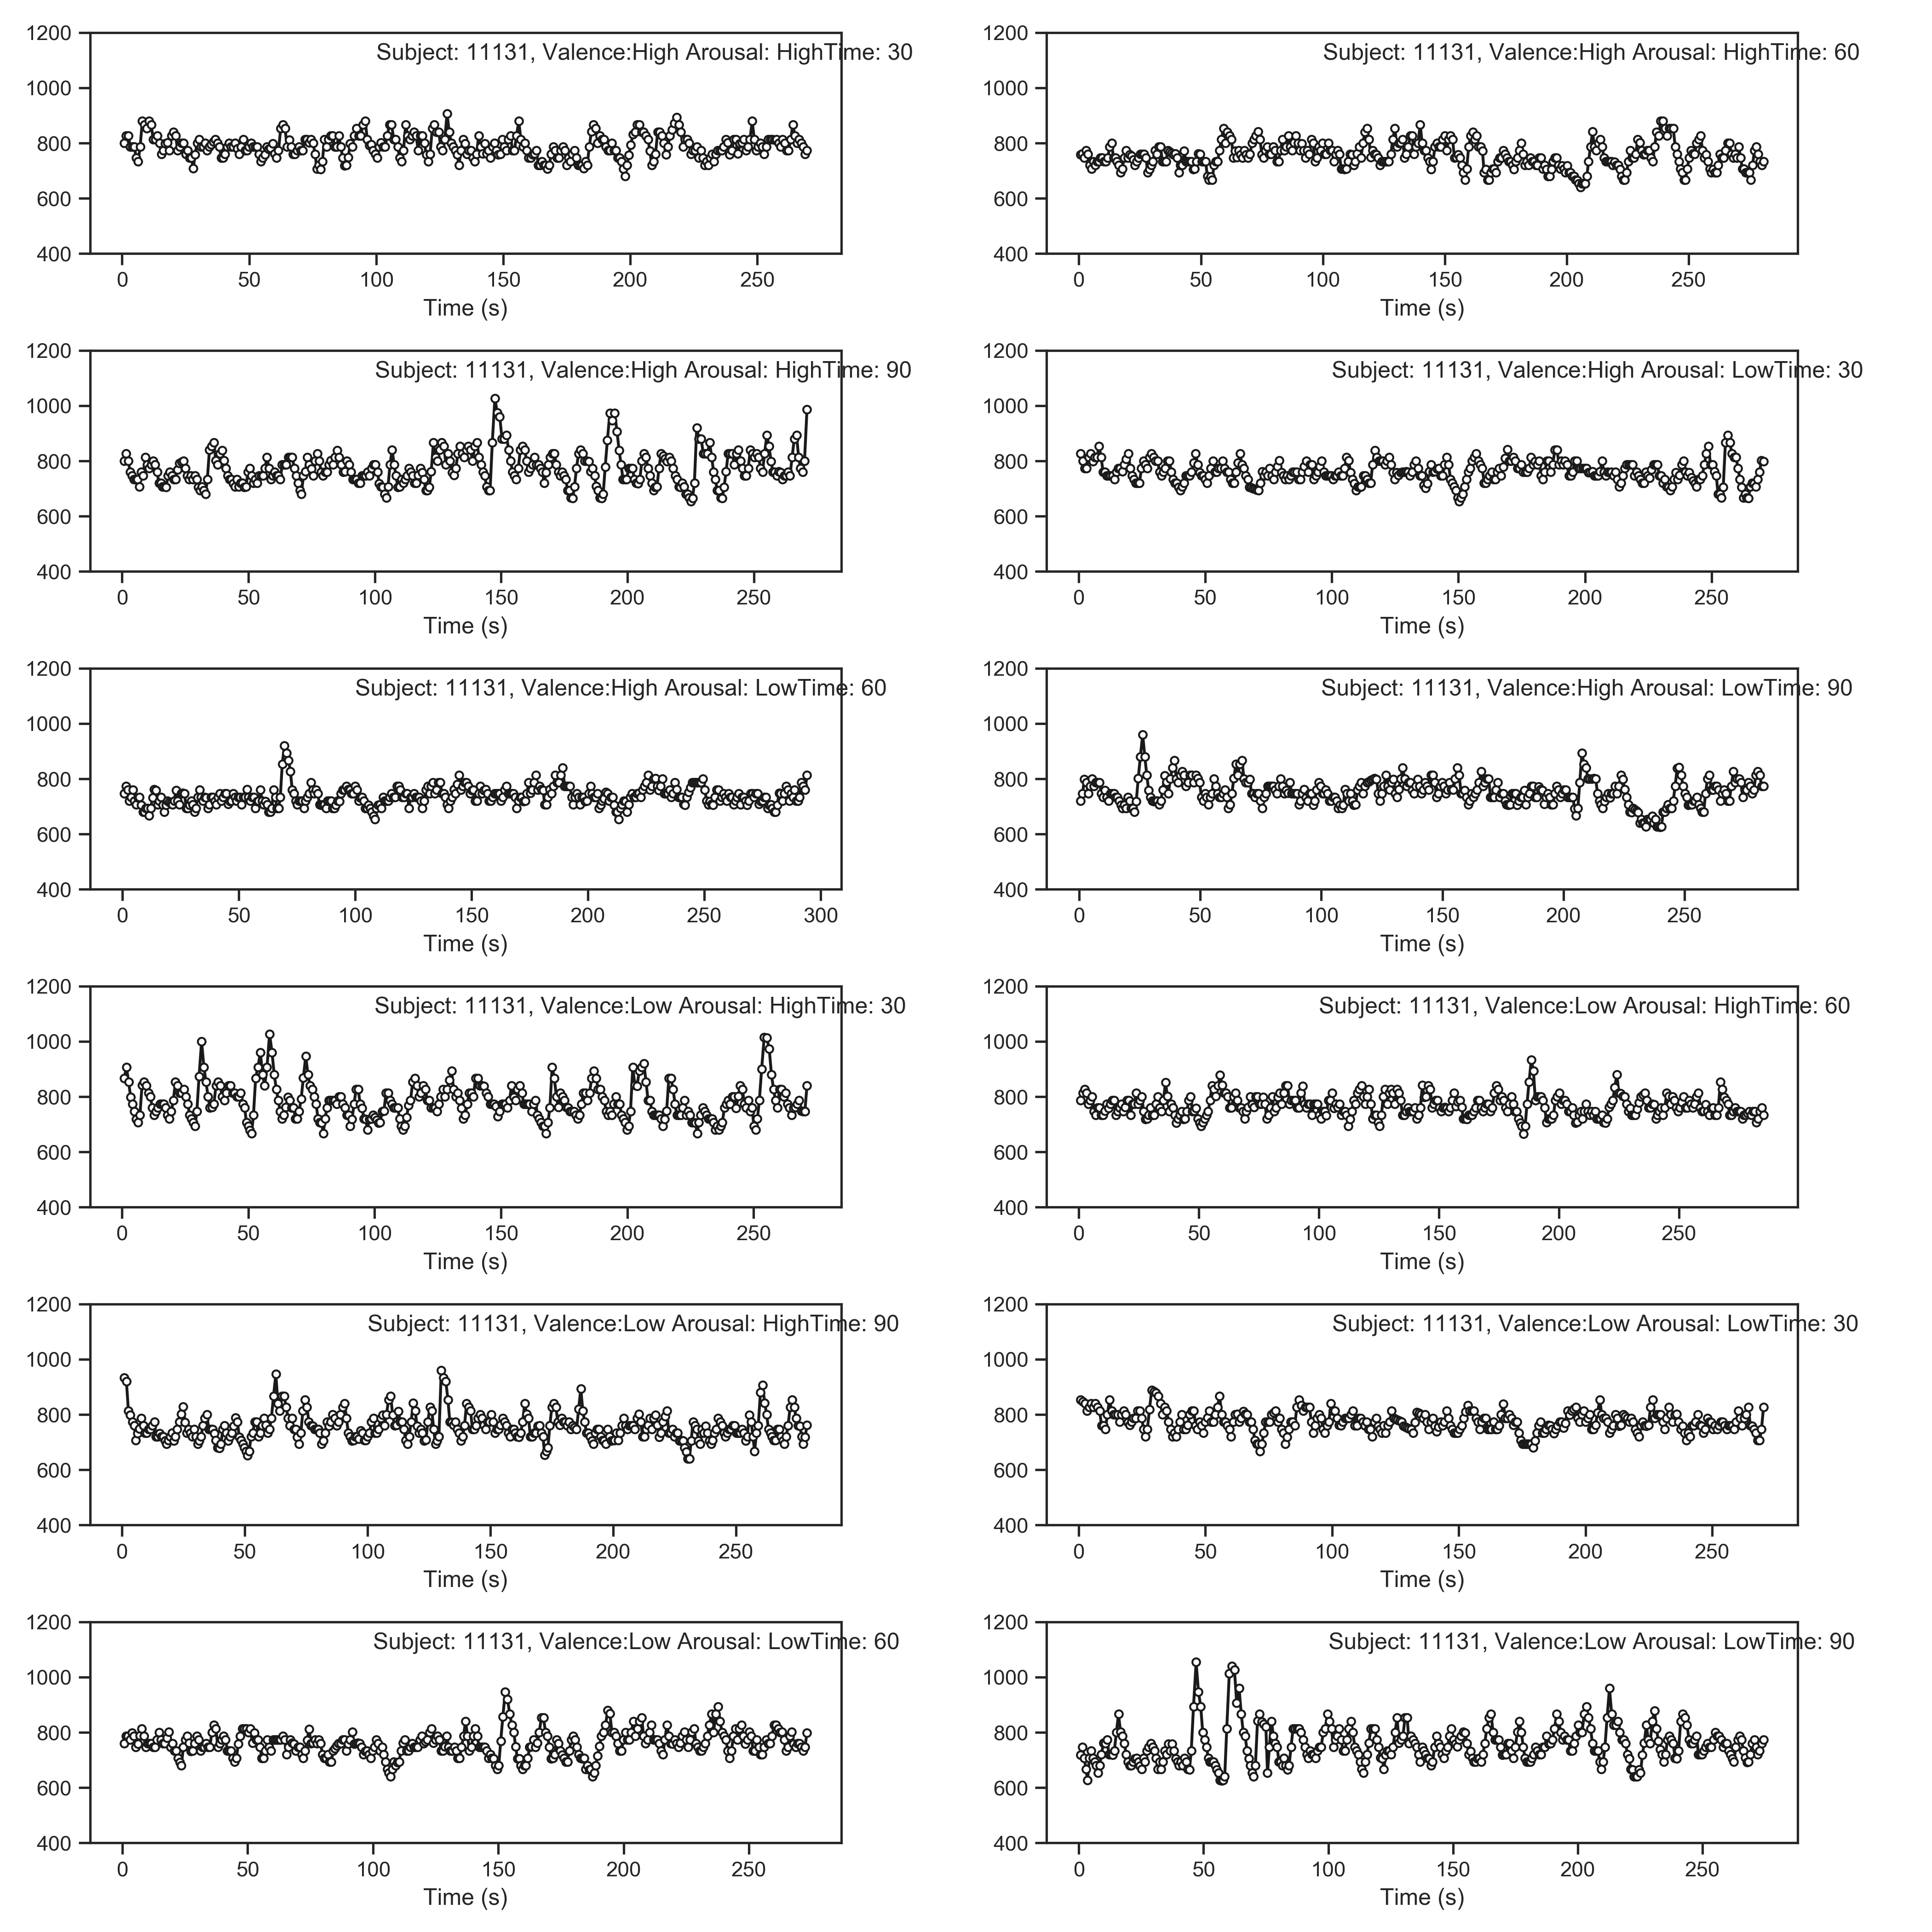 1200
Subject: 11131, Valence:High Arousal: HighTime: 30
1000
800
600
400
0 50 100 150 200 250
Time (s)
1200
Subject: 11131, Valence:High Arousal: HighTime: 60
1000
800
600
400
0 50 100 150 200 250
Time (s)
1200
Subject: 11131, Valence:High Arousal: HighTime: 90
1000
800
600
400
0 50 100 150 200 250
Time (s)
1200
Subject: 11131, Valence:High Arousal: LowTime: 30
1000
800
600
400
0 50 100 150 200 250
Time (s)
1200
Subject: 11131, Valence:High Arousal: LowTime: 60
1000
800
600
400
0 50 100 150 200 250 300
Time (s)
1200
Subject: 11131, Valence:High Arousal: LowTime: 90
1000
800
600
400
0 50 100 150 200 250
Time (s)
1200
Subject: 11131, Valence:Low Arousal: HighTime: 30
1000
800
600
400
0 50 100 150 200 250
Time (s)
1200
Subject: 11131, Valence:Low Arousal: HighTime: 60
1000
800
600
400
0 50 100 150 200 250
Time (s)
1200
Subject: 11131, Valence:Low Arousal: HighTime: 90
1000
800
600
400
0 50 100 150 200 250
Time (s)
1200
Subject: 11131, Valence:Low Arousal: LowTime: 30
1000
800
600
400
0 50 100 150 200 250
Time (s)
1200
Subject: 11131, Valence:Low Arousal: LowTime: 60
1000
800
600
400
0 50 100 150 200 250
Time (s)
1200
Subject: 11131, Valence:Low Arousal: LowTime: 90
1000
800
600
400
0 50 100 150 200 250
Time (s)